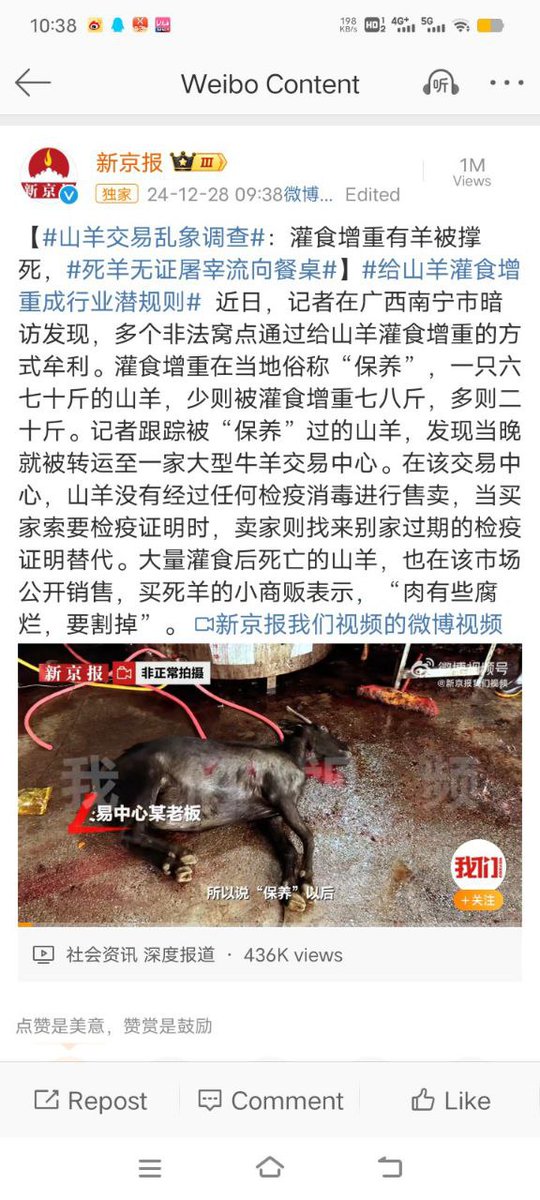 10:38
198 KB/s HD 1 2 4G+ 5G
Weibo Content
听
新京报 III
1M
Views
新京 V 独家 24-12-28 09:38微博... Edited
【#山羊交易乱象调查#：灌食增重有羊被撑
死，#死羊无证屠宰流向餐桌#】#给山羊灌食增
重成行业潜规则# 近日，记者在广西南宁市暗
访发现，多个非法窝点通过给山羊灌食增重的方
式牟利。灌食增重在当地俗称“保养”，一只六
七十斤的山羊，少则被灌食增重七八斤，多则二
十斤。记者跟踪被“保养”过的山羊，发现当晚
就被转运至一家大型牛羊交易中心。在该交易中
心，山羊没有经过任何检疫消毒进行售卖，当买
家索要检疫证明时，卖家则找来别家过期的检疫
证明替代。大量灌食后死亡的山羊，也在该市场
公开销售，买死羊的小商贩表示，“肉有些腐
烂，要割掉”。新京报我们视频的微博视频
新京报 非正常拍摄
微博视频号
@新京报我们视频
我 视 频
交易中心某老板
我们
所以说“保养”以后
+关注
社会资讯 深度报道 · 436K views
点赞是美意，赞赏是鼓励
Repost
Comment
Like